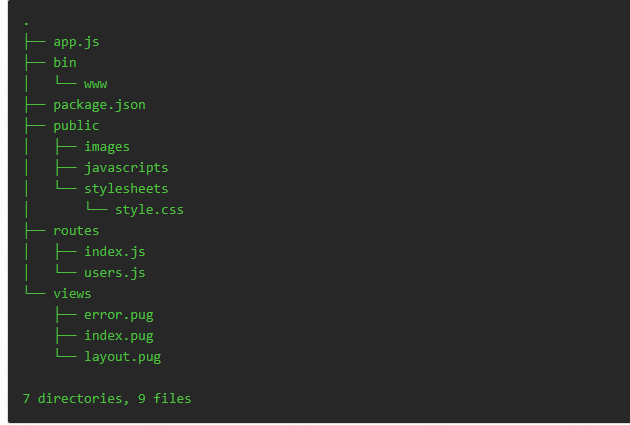 .
├── app.js
├── bin
│   └── www
├── package.json
├── public
│   ├── images
│   ├── javascripts
│   └── stylesheets
│       └── style.css
├── routes
│   ├── index.js
│   └── users.js
└── views
    ├── error.pug
    ├── index.pug
    └── layout.pug

7 directories, 9 files